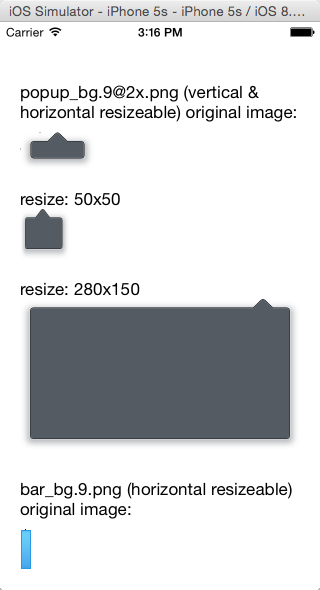 iOS Simulator - iPhone 5s - iPhone 5s / iOS 8....
Carrier 3:16 PM
popup_bg.9@2x.png (vertical &
horizontal resizeable) original image:
resize: 50x50
resize: 280x150
bar_bg.9.png (horizontal resizeable)
original image: